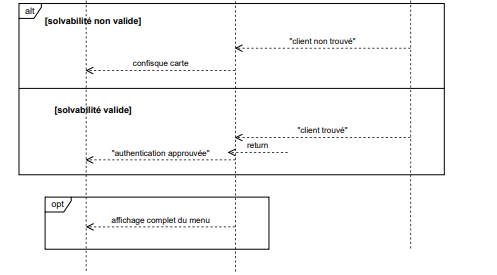 alt
[solvabilité non valide]
"client non trouvé"
confisque carte
[solvabilité valide]
"client trouvé"
return
"authentication approuvée"
opt
affichage complet du menu